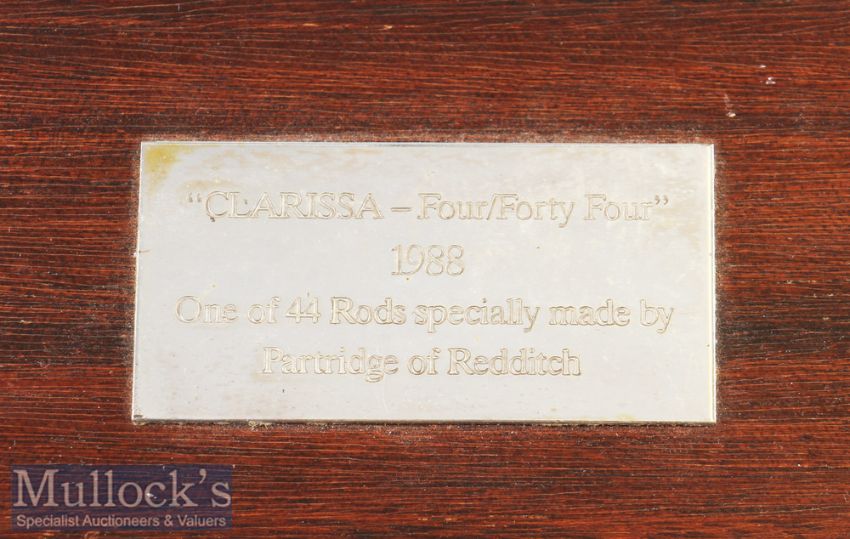 “CLARISSA – Four/Forty Four”
1988
One of 44 Rods specially made by
Partridge of Redditch
Mullock's
Specialist Auctioneers & Valuers